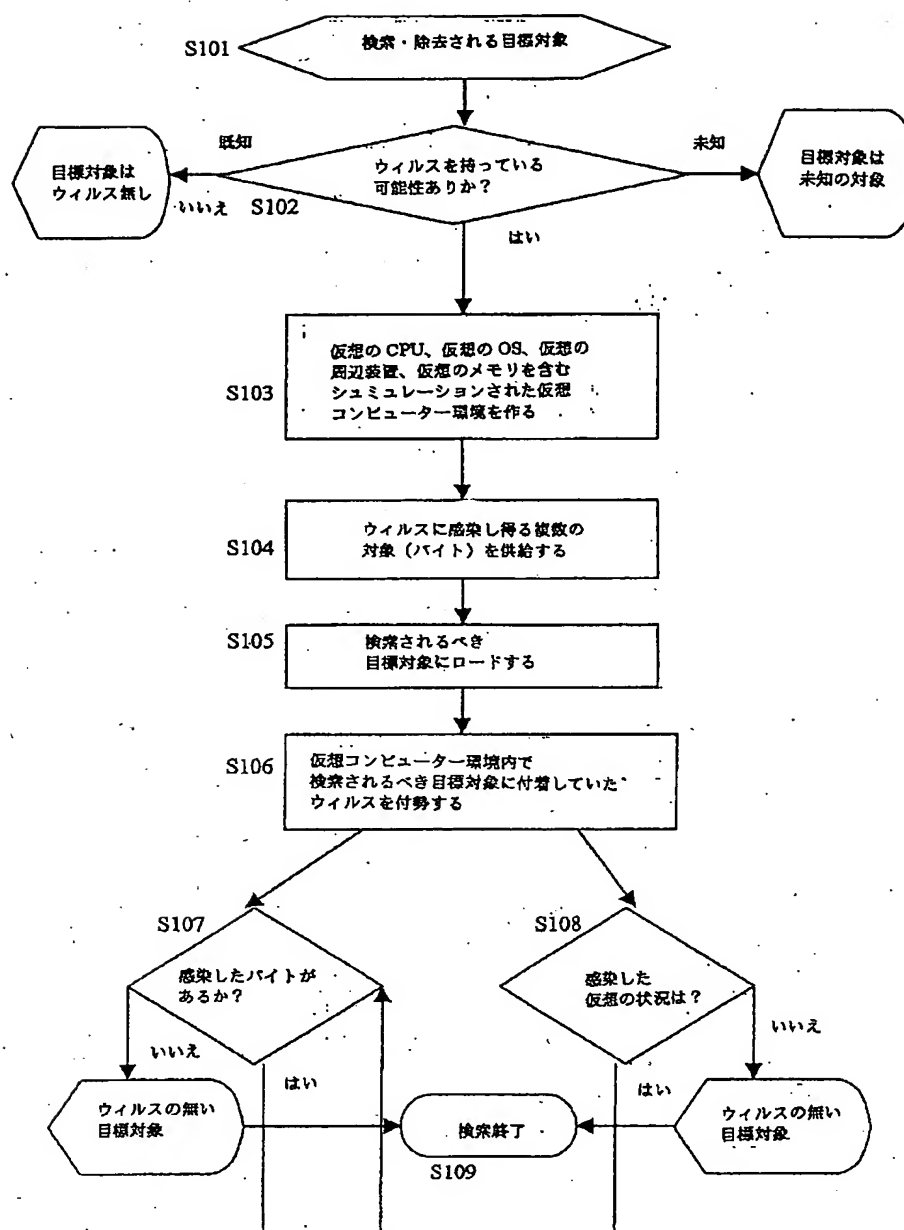 S101
検索・除去される目標対象
既知
未知
目標対象は
ウィルス無し
ウィルスを持っている
可能性ありか?
目標対象は
未知の対象
いいえ
S102
はい
S103
仮想の CPU、仮想の OS、仮想の
周辺装置、仮想のメモリを含む
シュミュレーションされた仮想
コンピューター環境を作る
S104
ウィルスに感染し得る複数の
対象(バイト)を供給する
S105
検索されるべき
目標対象にロードする
S106
仮想コンピューター環境内で
検索されるべき目標対象に付着していた
ウィルスを付勢する
S107
感染したバイトが
あるか?
S108
感染した
仮想の状況は?
いいえ
はい
はい
いいえ
ウィルスの無い
目標対象
検索終了
ウィルスの無い
目標対象
S109